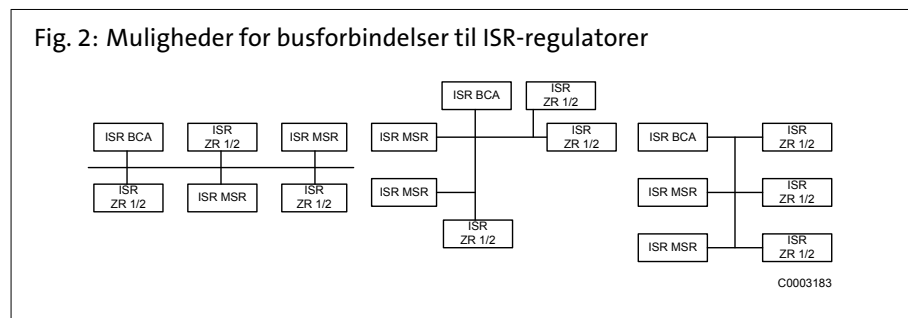 Fig. 2: Muligheder for busforbindelser til ISR-regulatorer
ISR BCA
ISR
ZR 1/2
ISR MSR
ISR
ZR 1/2
ISR MSR
ISR
ZR 1/2
ISR BCA
ISR
ZR 1/2
ISR MSR
ISR
ZR 1/2
ISR MSR
ISR
ZR 1/2
ISR BCA
ISR
ZR 1/2
ISR MSR
ISR
ZR 1/2
ISR MSR
ISR
ZR 1/2
C0003183